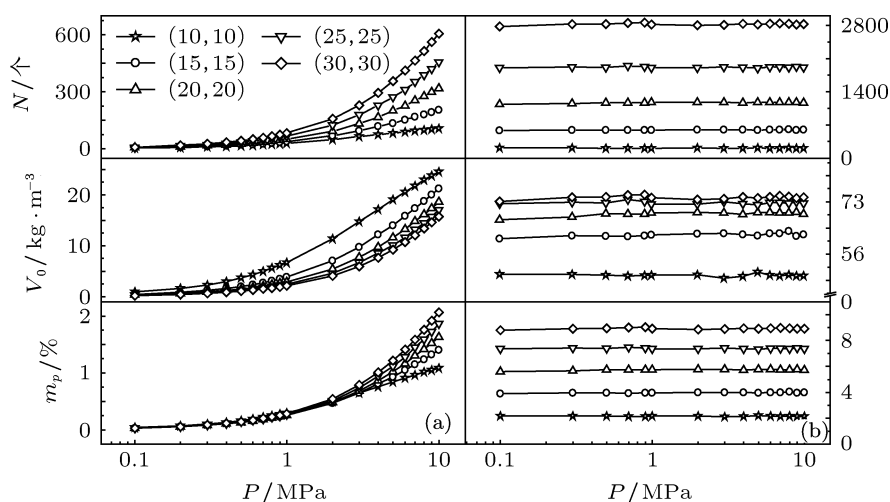 N/个
600
300
0
(10,10)
(15,15)
(20,20)
(25,25)
(30,30)
2800
1400
0
V₀/kg·m⁻³
20
10
0
73
56
0
mₚ/%
2
1
0
(a)
8
4
0
(b)
0.1 1 10
0.1 1 10
P/MPa
P/MPa